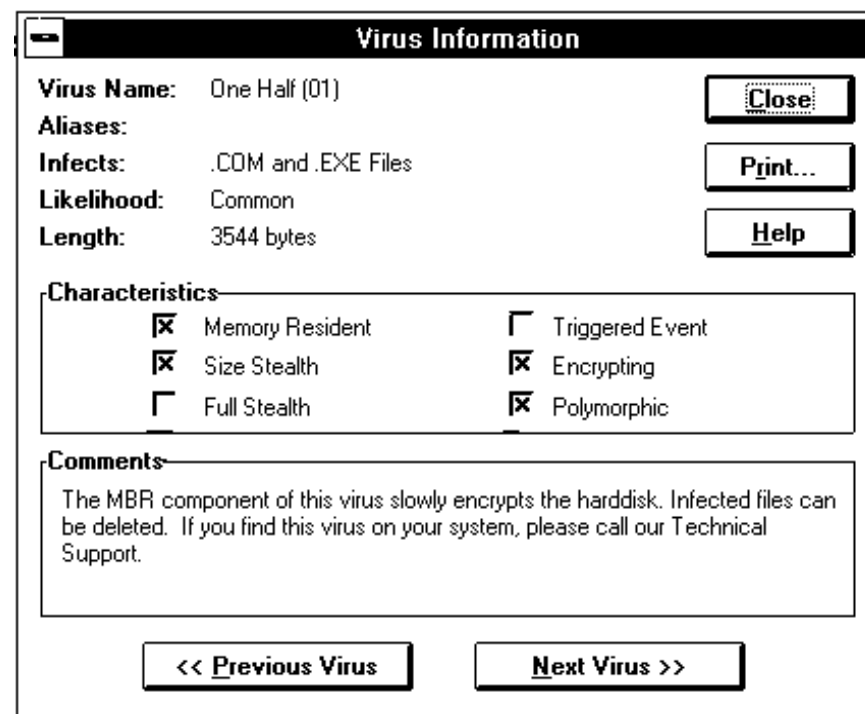 Virus Information
Virus Name: One Half (01)
Close
Aliases:
Infects: .COM and .EXE Files
Print...
Likelihood: Common
Length: 3544 bytes
Help
Characteristics
Memory Resident Triggered Event
Size Stealth Encrypting
Full Stealth Polymorphic
Comments
The MBR component of this virus slowly encrypts the harddisk. Infected files can
be deleted. If you find this virus on your system, please call our Technical
Support.
<< Previous Virus Next Virus >>